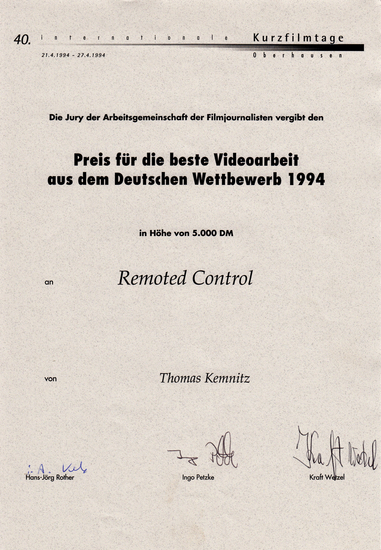 40. internationale Kurzfilmtage
21.4.1994 - 27.4.1994 Oberhausen
Die Jury der Arbeitsgemeinschaft der Filmjournalisten vergibt den
Preis für die beste Videoarbeit
aus dem Deutschen Wettbewerb 1994
in Höhe von 5.000 DM
an Remoted Control
von Thomas Kemnitz
Hans-Jörg Rother Ingo Petzke Kraft Wetzel